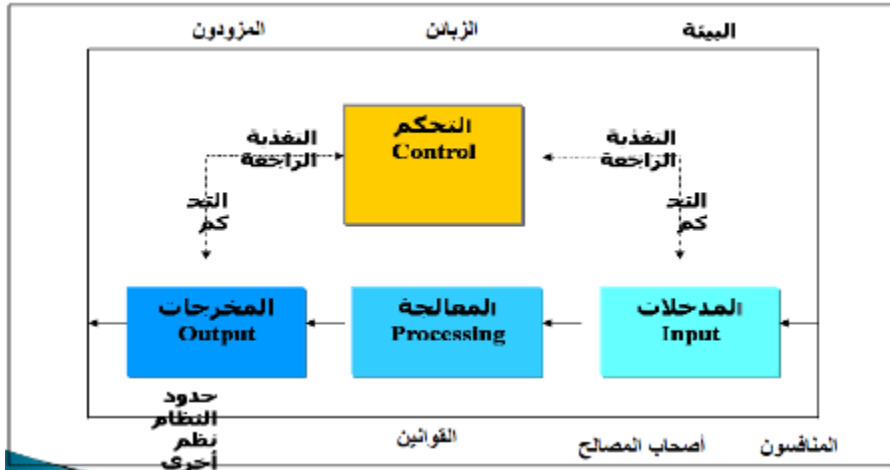 البيئة
الزبائن
المزودون
التحكم
Control
التغذية
الراجعة
التغذية
الراجعة
التح
كم
التح
كم
المدخلات
Input
المعالجة
Processing
المخرجات
Output
حدود
النظام
نظم
أخرى
القوانين
أصحاب المصالح
المنافسون